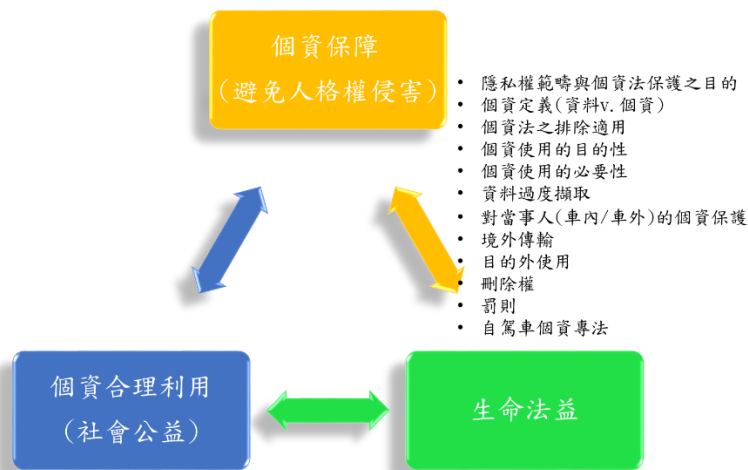 個資保障
(避免人格權侵害)
• 隱私權範疇與個資法保護之目的
• 個資定義(資料v. 個資)
• 個資法之排除適用
• 個資使用的目的性
• 個資使用的必要性
• 資料過度擷取
• 對當事人(車內/車外)的個資保護
• 境外傳輸
• 目的外使用
• 刪除權
• 罰則
• 自駕車個資專法
個資合理利用
(社會公益)
生命法益